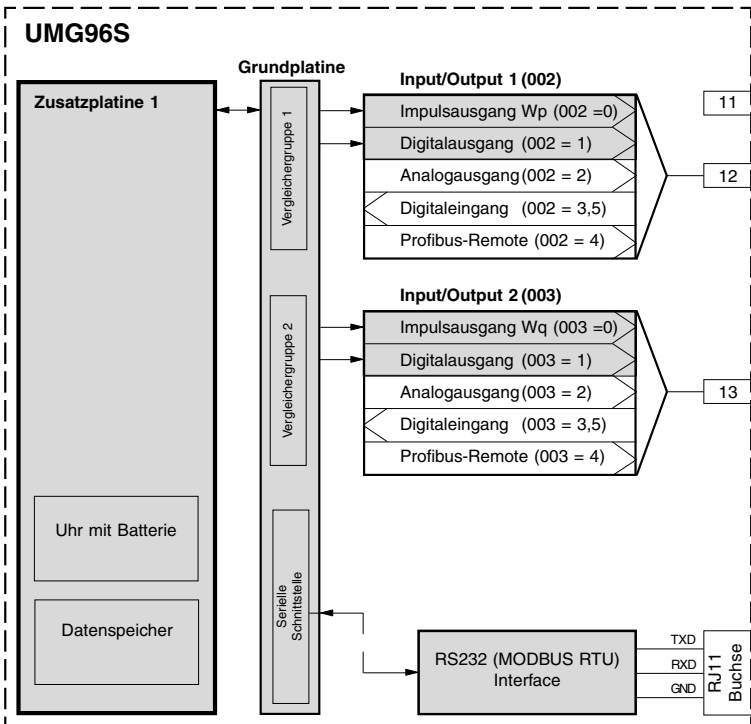 UMG96S
Zusatzplatine 1
Uhr mit Batterie
Datenspeicher
Grundplatine
Vergleichergruppe 1
Vergleichergruppe 2
Serielle
Schnittstelle
Input/Output 1 (002)
Impulsausgang Wp (002 =0)
Digitalausgang (002 = 1)
Analogausgang(002 = 2)
Digitaleingang (002 = 3,5)
Profibus-Remote (002 = 4)
11
12
Input/Output 2 (003)
Impulsausgang Wq (003 =0)
Digitalausgang (003 = 1)
Analogausgang(003 = 2)
Digitaleingang (003 = 3,5)
Profibus-Remote (003 = 4)
13
RS232 (MODBUS RTU)
Interface
TXD
RXD
GND
RJ11
Buchse